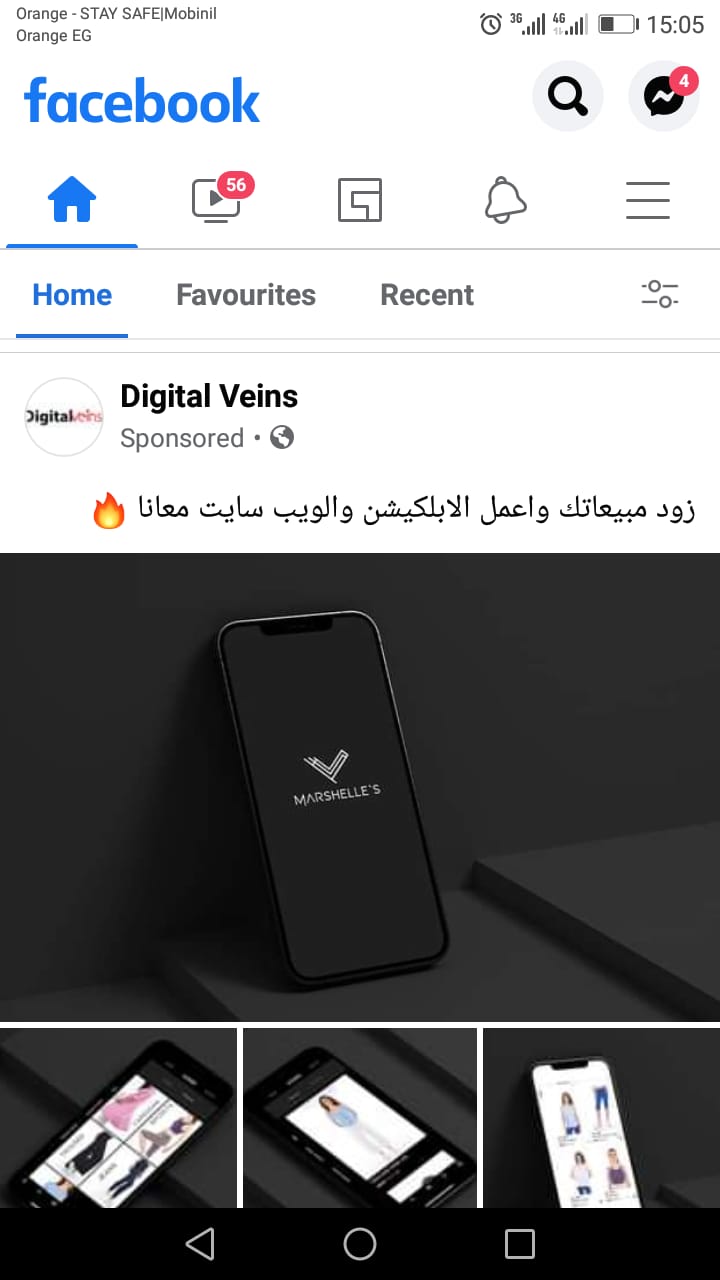 Orange - STAY SAFE|Mobinil
Orange EG
3G
4G
15:05
facebook
4
56
Home
Favourites
Recent
Digitalveins
Digital Veins
Sponsored ·
زود مبيعاتك واعمل الابلكيشن والويب سايت معانا 🔥
MARSHELLE'S
JEANS